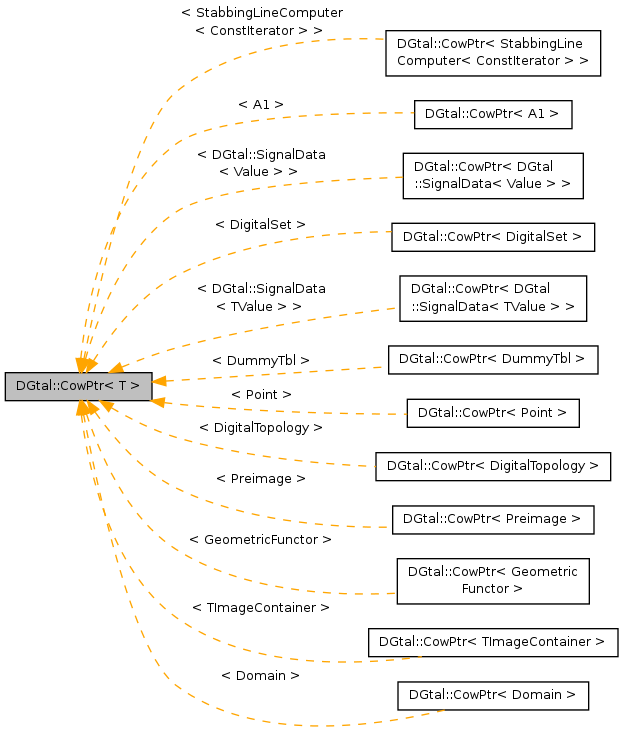 < StabbingLineComputer
< ConstIterator > >
DGtal::CowPtr< StabbingLine
Computer< ConstIterator > >
< A1 >
DGtal::CowPtr< A1 >
< DGtal::SignalData
< Value > >
DGtal::CowPtr< DGtal
::SignalData< Value > >
< DigitalSet >
DGtal::CowPtr< DigitalSet >
< DGtal::SignalData
< TValue > >
DGtal::CowPtr< DGtal
::SignalData< TValue > >
< DummyTbl >
DGtal::CowPtr< DummyTbl >
DGtal::CowPtr< T >
< Point >
DGtal::CowPtr< Point >
< DigitalTopology >
DGtal::CowPtr< DigitalTopology >
< Preimage >
DGtal::CowPtr< Preimage >
< GeometricFunctor >
DGtal::CowPtr< Geometric
Functor >
< TImageContainer >
DGtal::CowPtr< TImageContainer >
< Domain >
DGtal::CowPtr< Domain >